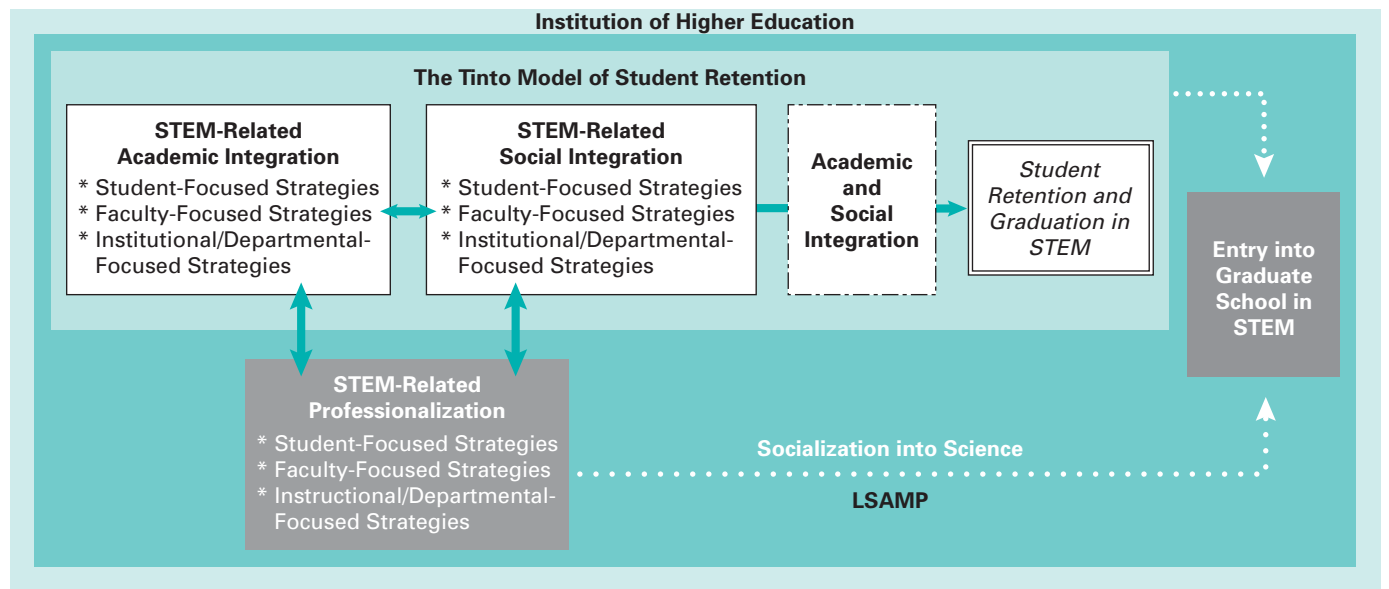 Institution of Higher Education
The Tinto Model of Student Retention
STEM-Related
Academic Integration
* Student-Focused Strategies
* Faculty-Focused Strategies
* Institutional/Departmental-
Focused Strategies
STEM-Related
Social Integration
* Student-Focused Strategies
* Faculty-Focused Strategies
* Institutional/Departmental-
Focused Strategies
Academic
and
Social
Integration
Student
Retention and
Graduation in
STEM
Entry into
Graduate
School in
STEM
STEM-Related
Professionalization
* Student-Focused Strategies
* Faculty-Focused Strategies
* Instructional/Departmental-
Focused Strategies
Socialization into Science
LSAMP